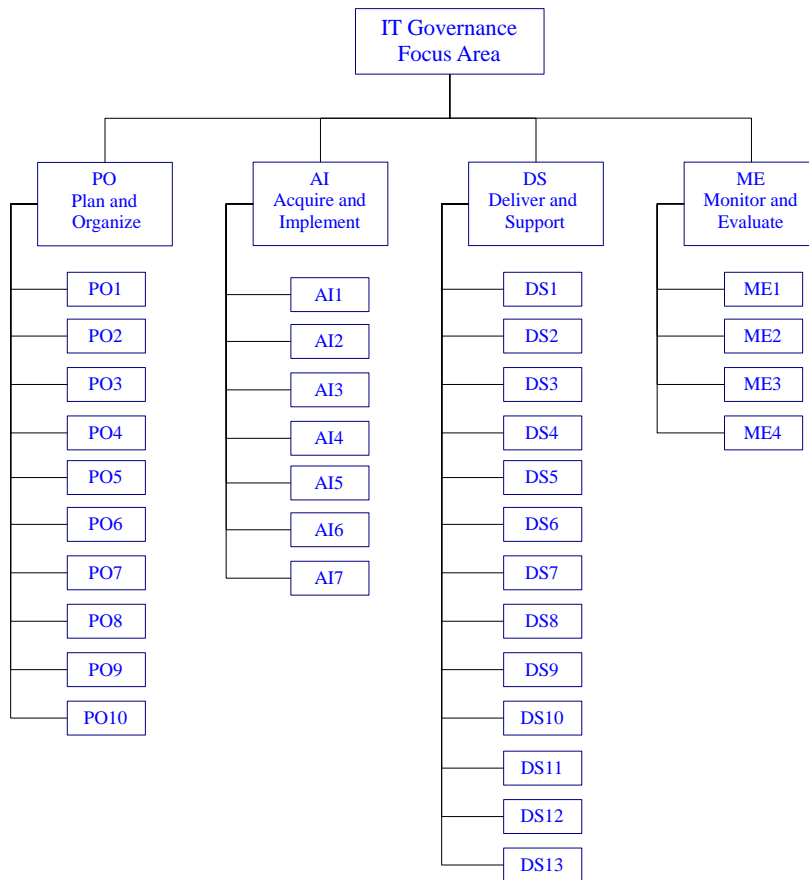 IT Governance
Focus Area
PO
Plan and
Organize
AI
Acquire and
Implement
DS
Deliver and
Support
ME
Monitor and
Evaluate
PO1
PO2
PO3
PO4
PO5
PO6
PO7
PO8
PO9
PO10
AI1
AI2
AI3
AI4
AI5
AI6
AI7
DS1
DS2
DS3
DS4
DS5
DS6
DS7
DS8
DS9
DS10
DS11
DS12
DS13
ME1
ME2
ME3
ME4